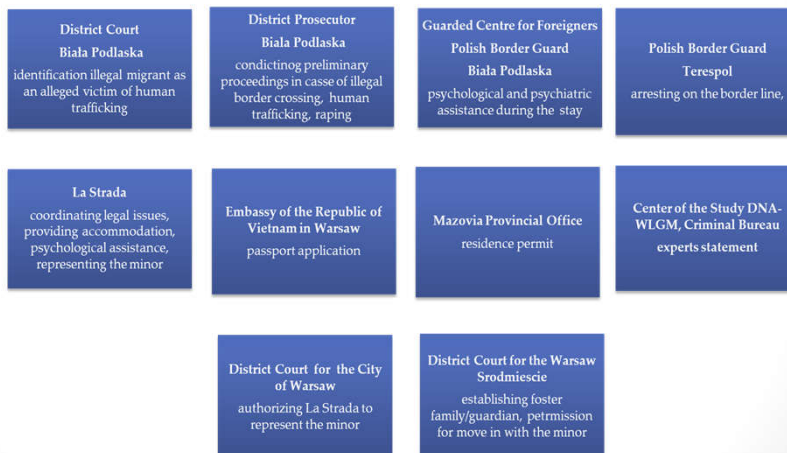 District Court
Biała Podlaska
identification illegal migrant as
an alleged victim of human
trafficking
District Prosecutor
Biala Podlaska
condictinog preliminary
proceedings in casse of illegal
border crossing, human
trafficking, raping
Guarded Centre for Foreigners
Polish Border Guard
Biała Podlaska
psychological and psychiatric
assistance during the stay
Polish Border Guard
Terespol
arresting on the border line,
La Strada
coordinating legal issues,
providing accommodation,
psychological assistance,
representing the minor
Embassy of the Republic of
Vietnam in Warsaw
passport application
Mazovia Provincial Office
residence permit
Center of the Study DNA-
WLGM, Criminal Bureau
experts statement
District Court for the City
of Warsaw
authorizing La Strada to
represent the minor
District Court for the Warsaw
Srodmiescie
establishing foster
family/guardian, petrmission
for move in with the minor